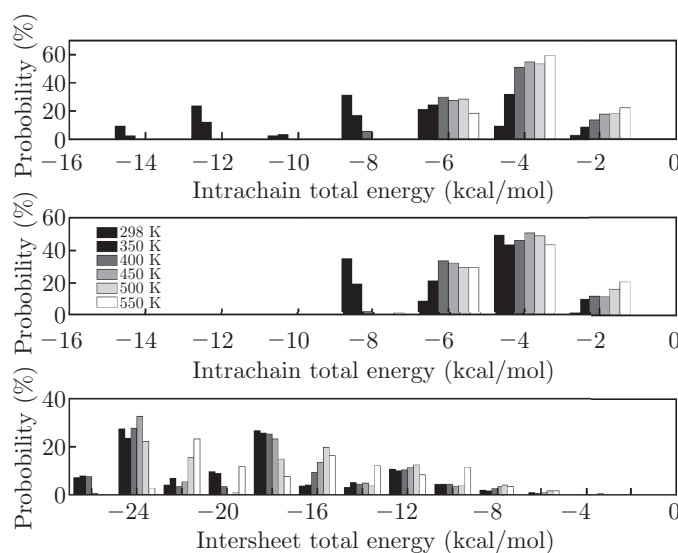 Probobility (%)
60
40
20
0
−16 −14 −12 −10 −8 −6 −4 −2 0
Intrachain total energy (kcal/mol)
Probobility (%)
60
40
20
0
298 K
350 K
400 K
450 K
500 K
550 K
−16 −14 −12 −10 −8 −6 −4 −2 0
Intrachain total energy (kcal/mol)
Probobility (%)
40
20
0
−24 −20 −16 −12 −8 −4 0
Intersheet total energy (kcal/mol)